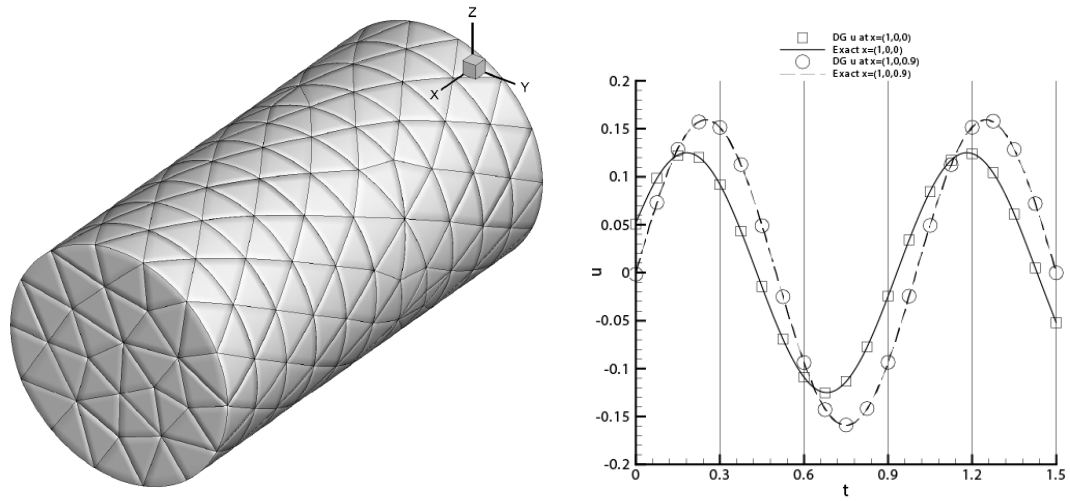 Z
X
Y
DG u at x=(1,0,0)
Exact x=(1,0,0)
DG u at x=(1,0,0.9)
Exact x=(1,0,0.9)
0.2
0.15
0.1
0.05
0
-0.05
-0.1
-0.15
-0.2
u
0 0.3 0.6 0.9 1.2 1.5
t